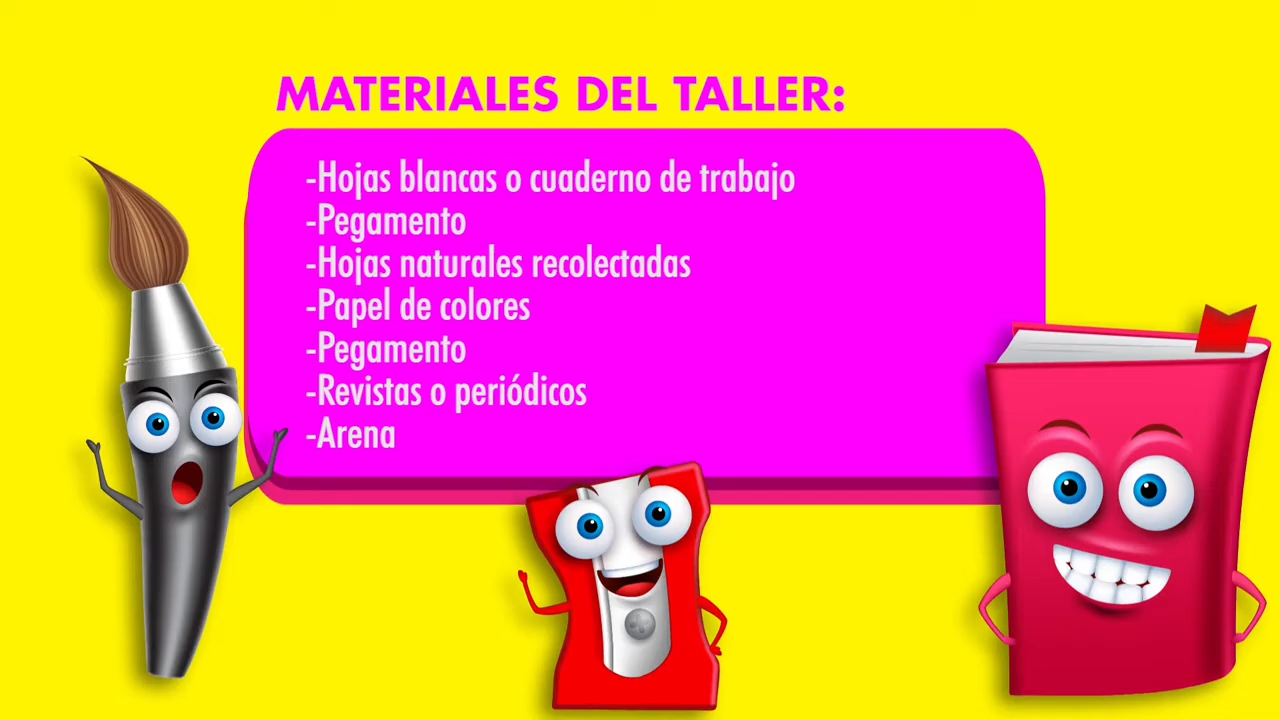 MATERIALES DEL TALLER:
-Hojas blancas o cuaderno de trabajo
-Pegamento
-Hojas naturales recolectadas
-Papel de colores
-Pegamento
-Revistas o periódicos
-Arena